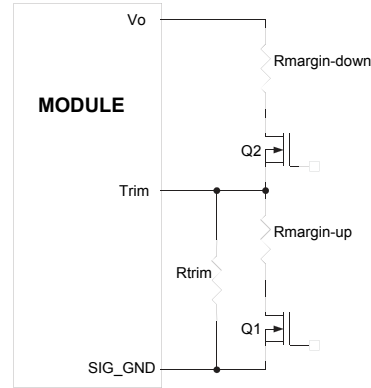 Vo
Rmargin-down
MODULE
Q2
Trim
Rmargin-up
Rtrim
Q1
SIG_GND